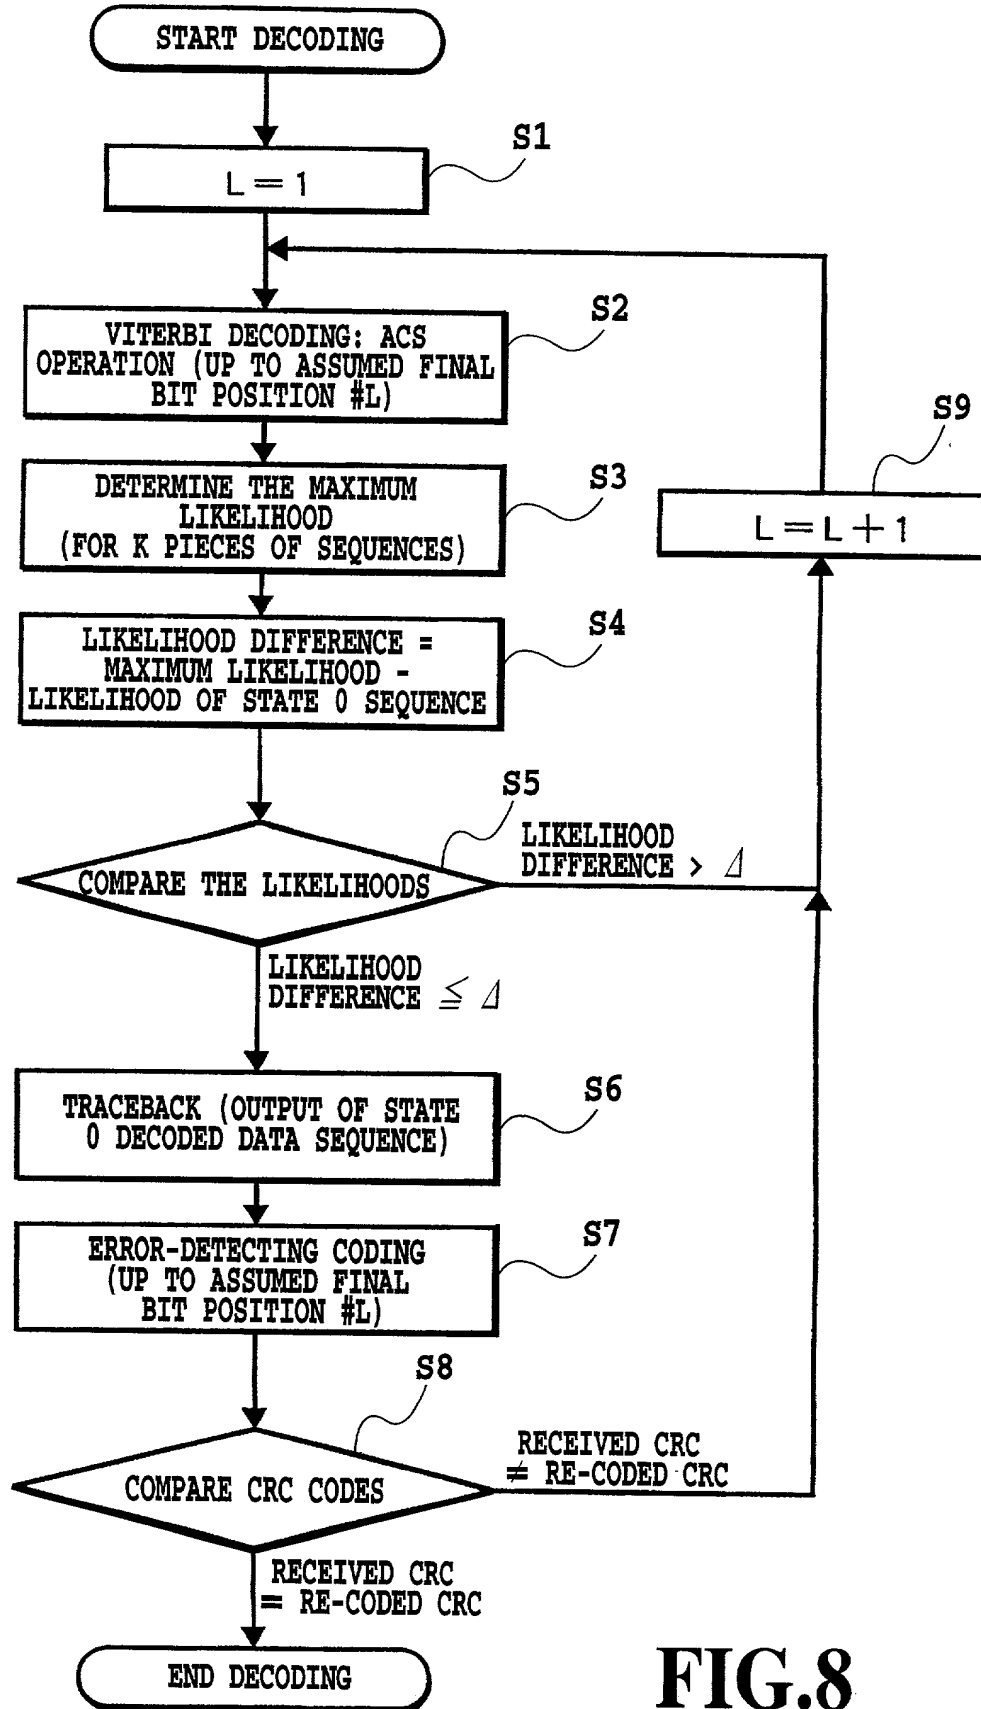 START DECODING
S1
L = 1
S2
VITERBI DECODING: ACS
OPERATION (UP TO ASSUMED FINAL
BIT POSITION #L)
S9
L = L + 1
S3
DETERMINE THE MAXIMUM
LIKELIHOOD
(FOR K PIECES OF SEQUENCES)
S4
LIKELIHOOD DIFFERENCE =
MAXIMUM LIKELIHOOD -
LIKELIHOOD OF STATE 0 SEQUENCE
S5
COMPARE THE LIKELIHOODS
LIKELIHOOD
DIFFERENCE > Δ
LIKELIHOOD
DIFFERENCE ≦ Δ
S6
TRACEBACK (OUTPUT OF STATE
0 DECODED DATA SEQUENCE)
S7
ERROR-DETECTING CODING
(UP TO ASSUMED FINAL
BIT POSITION #L)
S8
COMPARE CRC CODES
RECEIVED CRC
≠ RE-CODED CRC
RECEIVED CRC
= RE-CODED CRC
END DECODING
FIG.8